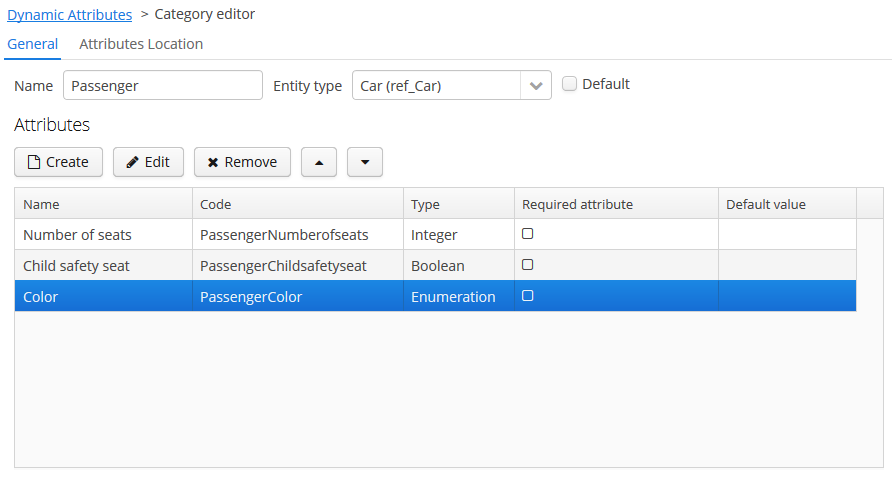 Dynamic Attributes > Category editor
General Attributes Location
Name Passenger Entity type Car (ref_Car) Default
Attributes
Create Edit Remove
Name Code Type Required attribute Default value
Number of seats PassengerNumberofseats Integer
Child safety seat PassengerChildsafetyseat Boolean
Color PassengerColor Enumeration